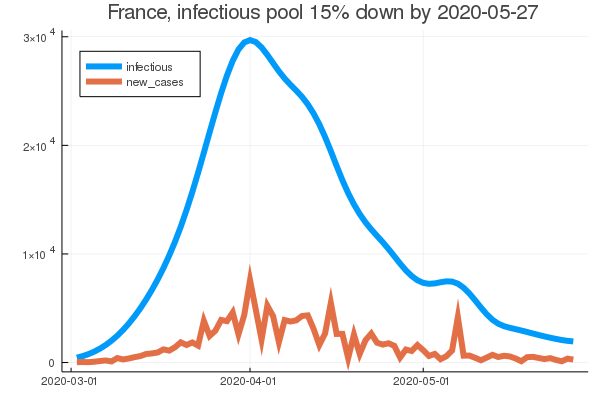 France, infectious pool 15% down by 2020-05-27
3×10⁴
infectious
new_cases
2×10⁴
1×10⁴
0
2020-03-01
2020-04-01
2020-05-01